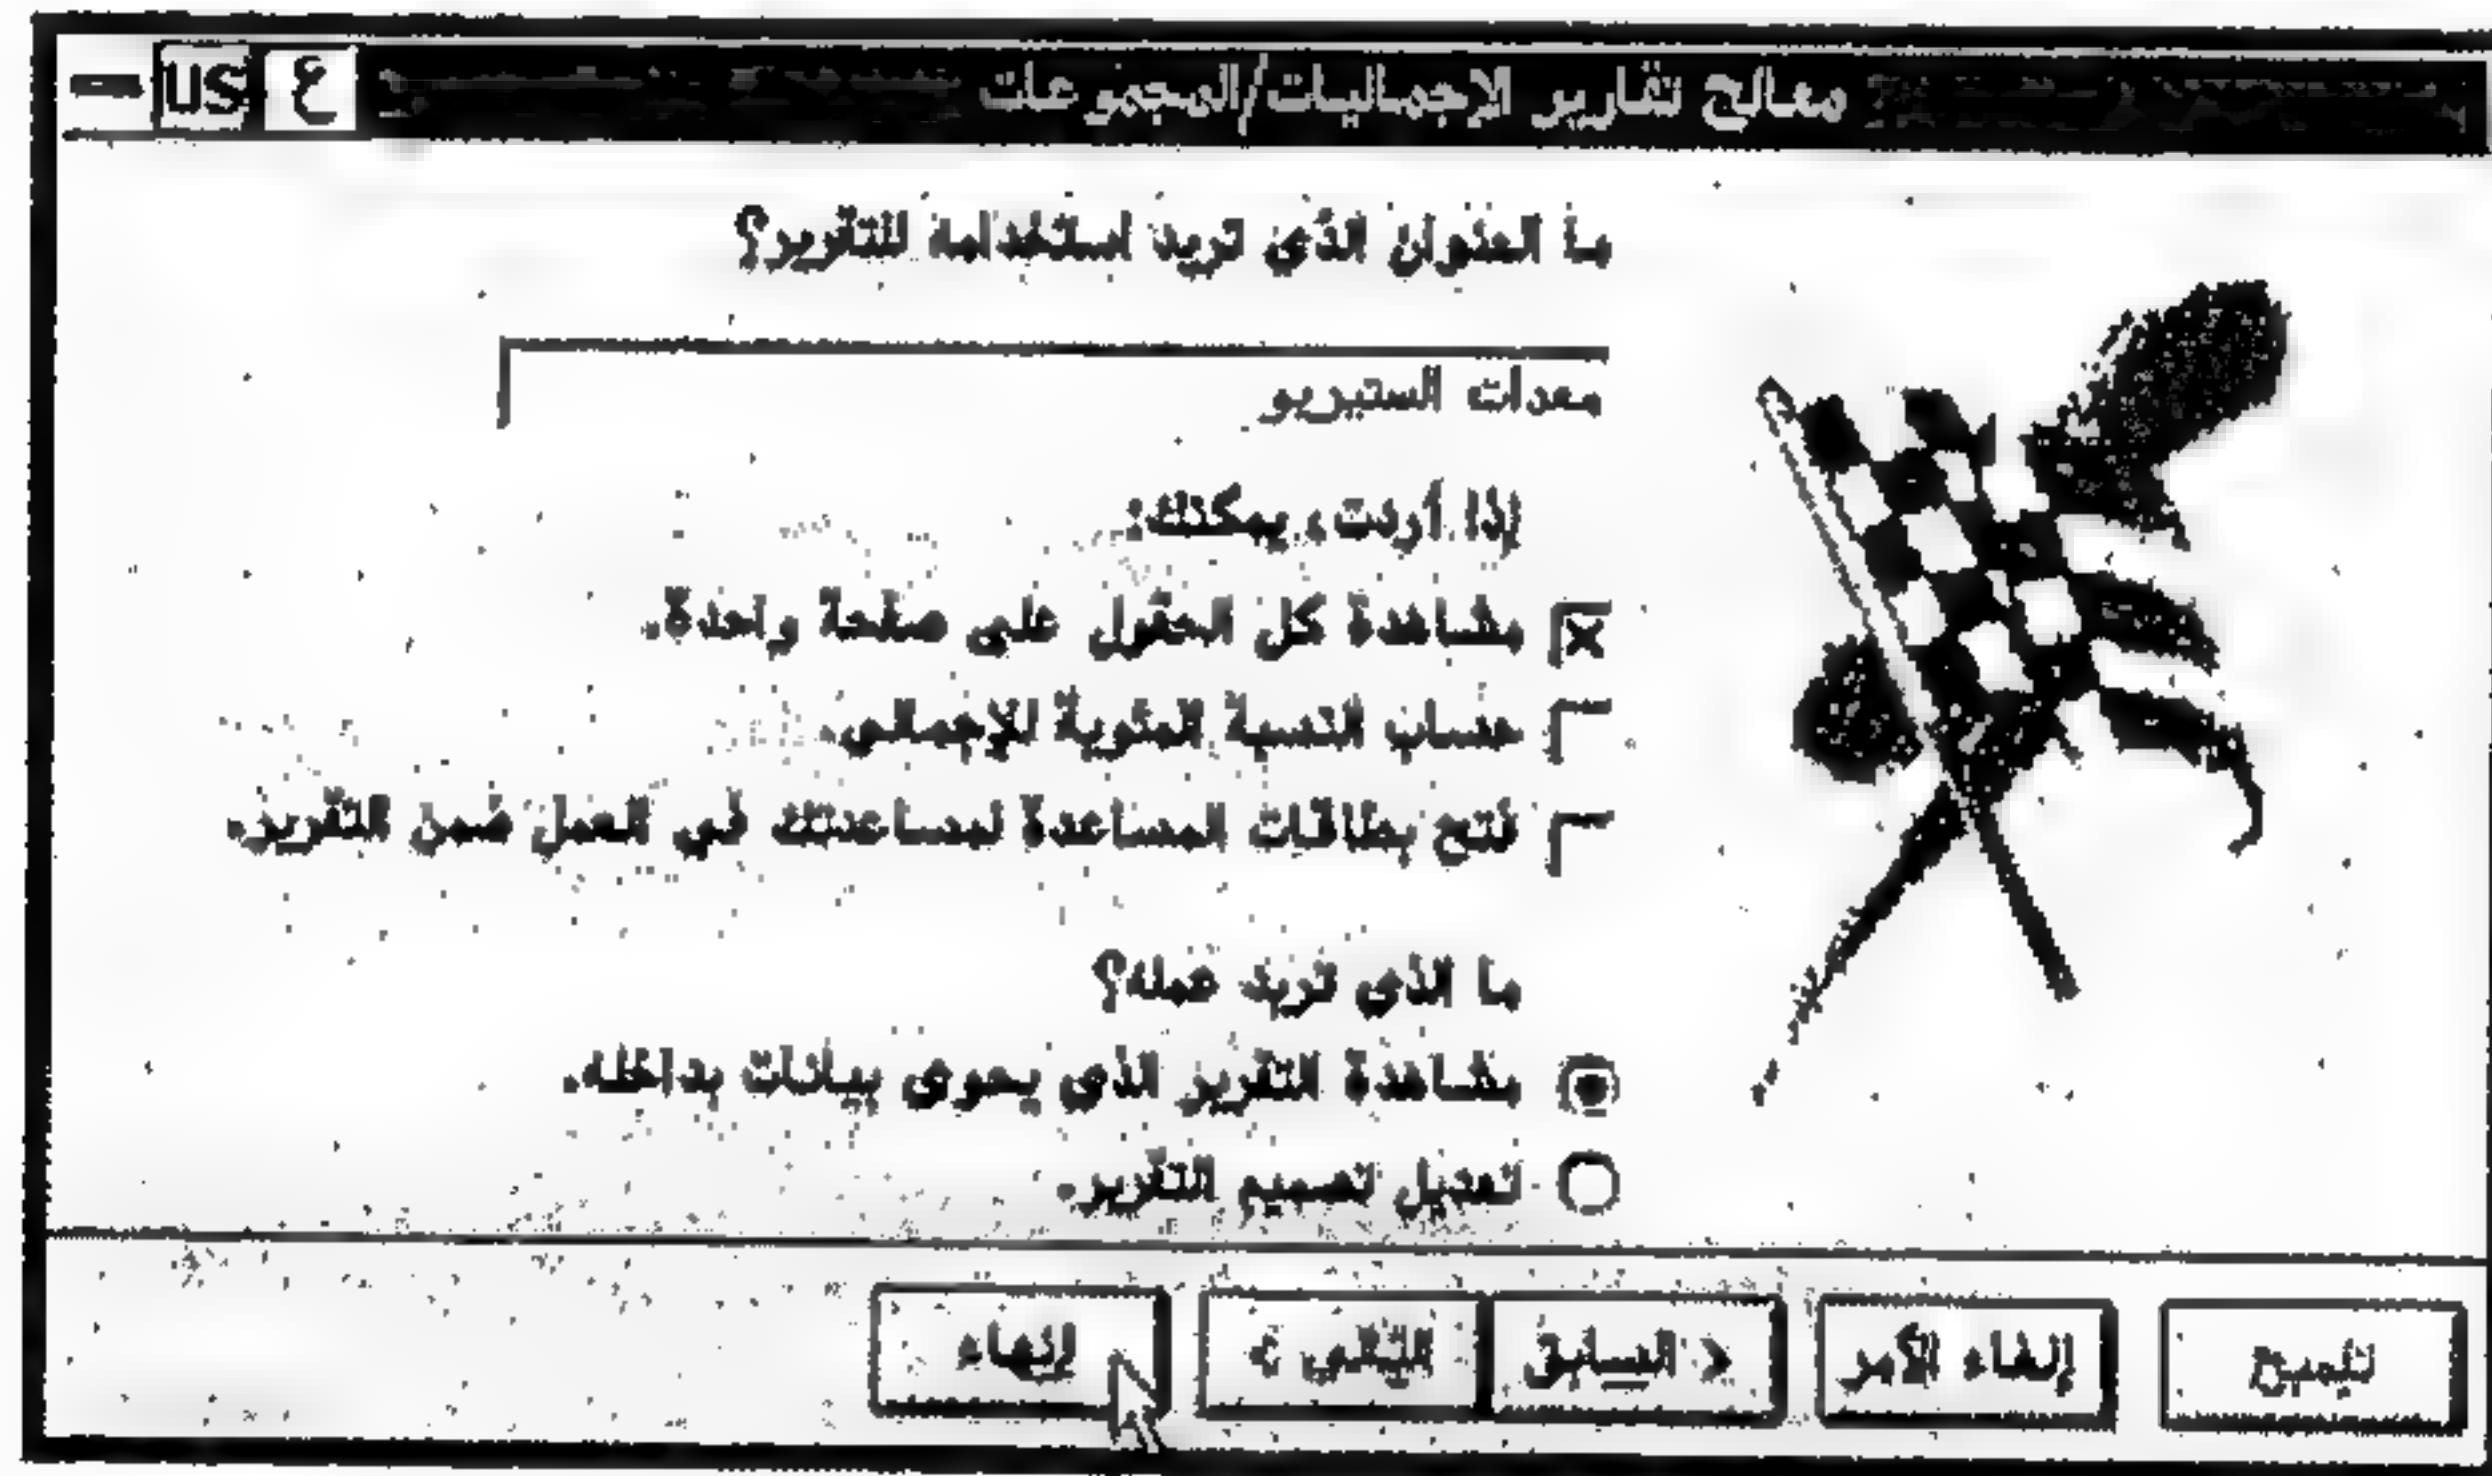 معالج تقارير الإجماليات/المجموعات ع US
ما العنوان الذي تريد استخدامه للتقرير؟
معدات الستيريو
إذا أردت، يمكنك:
مشاهدة كل الحقول على صفحة واحدة.
حساب النسبة المئوية للإجمالي.
فتح بطاقات المساعدة لمساعدتك في العمل ضمن التقرير.
ما الذي تريد عمله؟
مشاهدة التقرير الذي يحوى بيانات بداخله.
تعديل تصميم التقرير.
تلميح إلغاء الأمر < السابق التالي > إنهاء